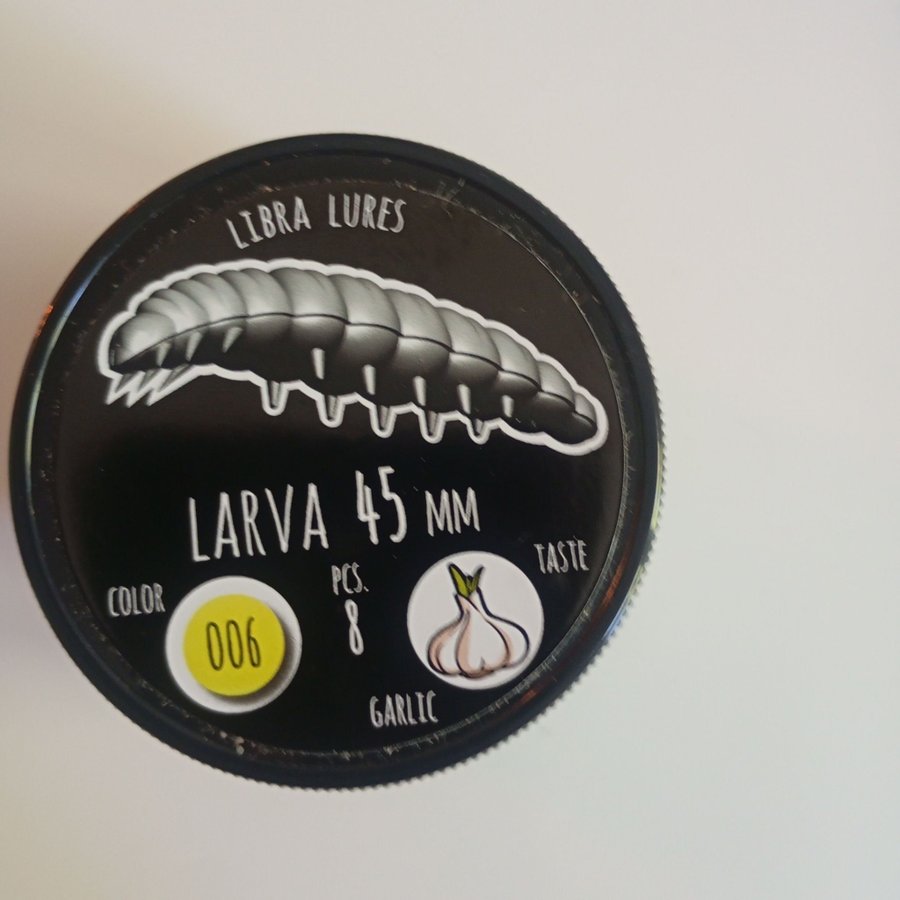 LIBRA LURES
LARVA 45 MM
COLOR
006
PCS.
8
TASTE
GARLIC